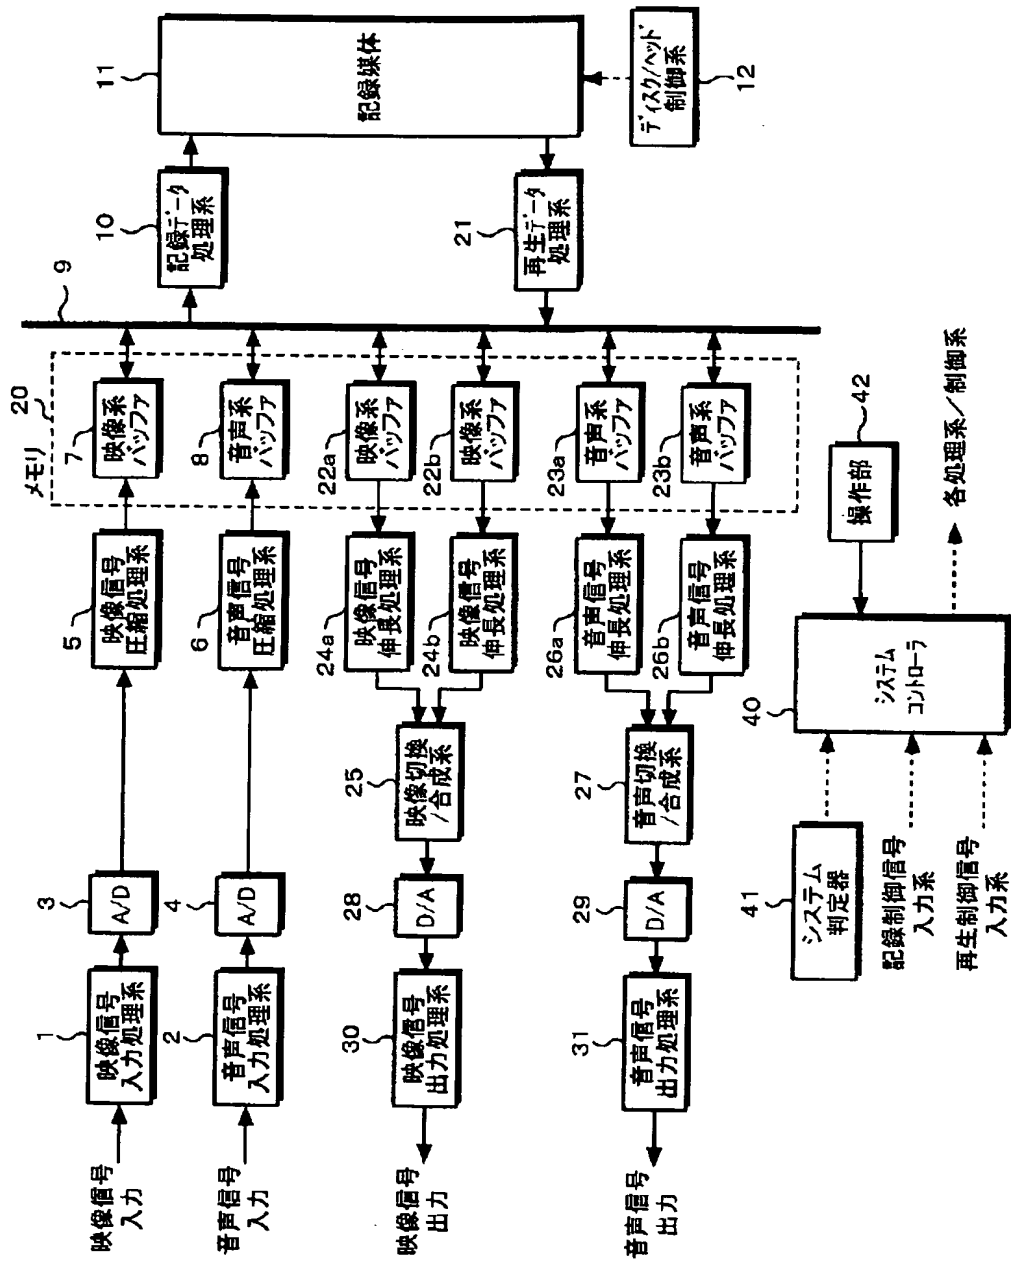 映像信号
入力
1
映像信号
入力処理系
3
A/D
5
映像信号
圧縮処理系
メモリ
20
7
映像系
バッファ
9
10
記録データ
処理系
11
記録媒体
音声信号
入力
2
音声信号
入力処理系
4
A/D
6
音声信号
圧縮処理系
8
音声系
バッファ
映像信号
出力
30
映像信号
出力処理系
28
D/A
25
映像切換
/合成系
24a
映像信号
伸長処理系
22a
映像系
バッファ
24b
映像信号
伸長処理系
22b
映像系
バッファ
21
再生データ
処理系
音声信号
出力
31
音声信号
出力処理系
29
D/A
27
音声切換
/合成系
26a
音声信号
伸長処理系
23a
音声系
バッファ
26b
音声信号
伸長処理系
23b
音声系
バッファ
ディスク/ヘッド
制御系
12
41
システム
判定器
記録制御信号
入力系
再生制御信号
入力系
40
システム
コントローラ
操作部
42
各処理系/制御系